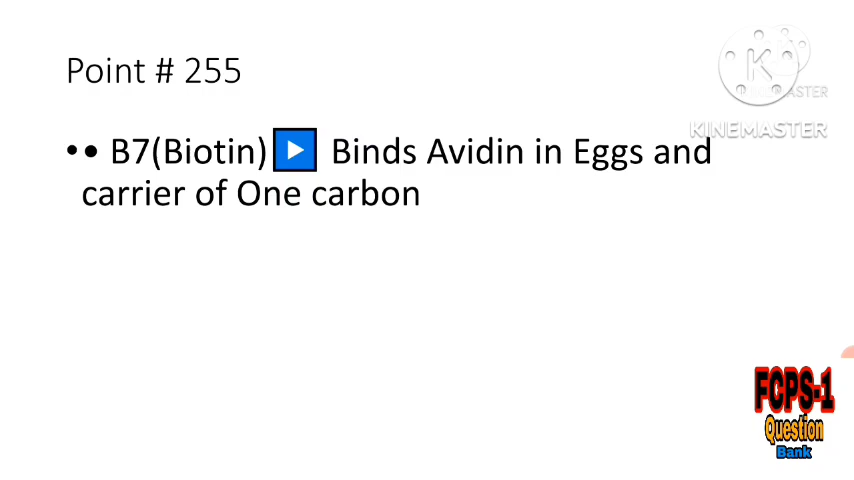 Point # 255
KINEMASTER
•• B7(Biotin) ▶ Binds Avidin in Eggs and
carrier of One carbon
FCPS-1
Question
Bank